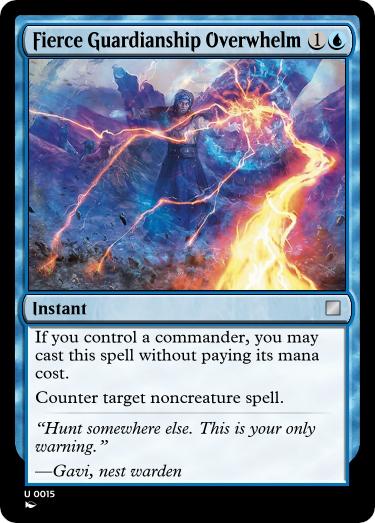 Fierce Guardianship Overwhelm 1
Instant
If you control a commander, you may
cast this spell without paying its mana
cost.
Counter target noncreature spell.
“Hunt somewhere else. This is your only
warning.”
—Gavi, nest warden
U 0015